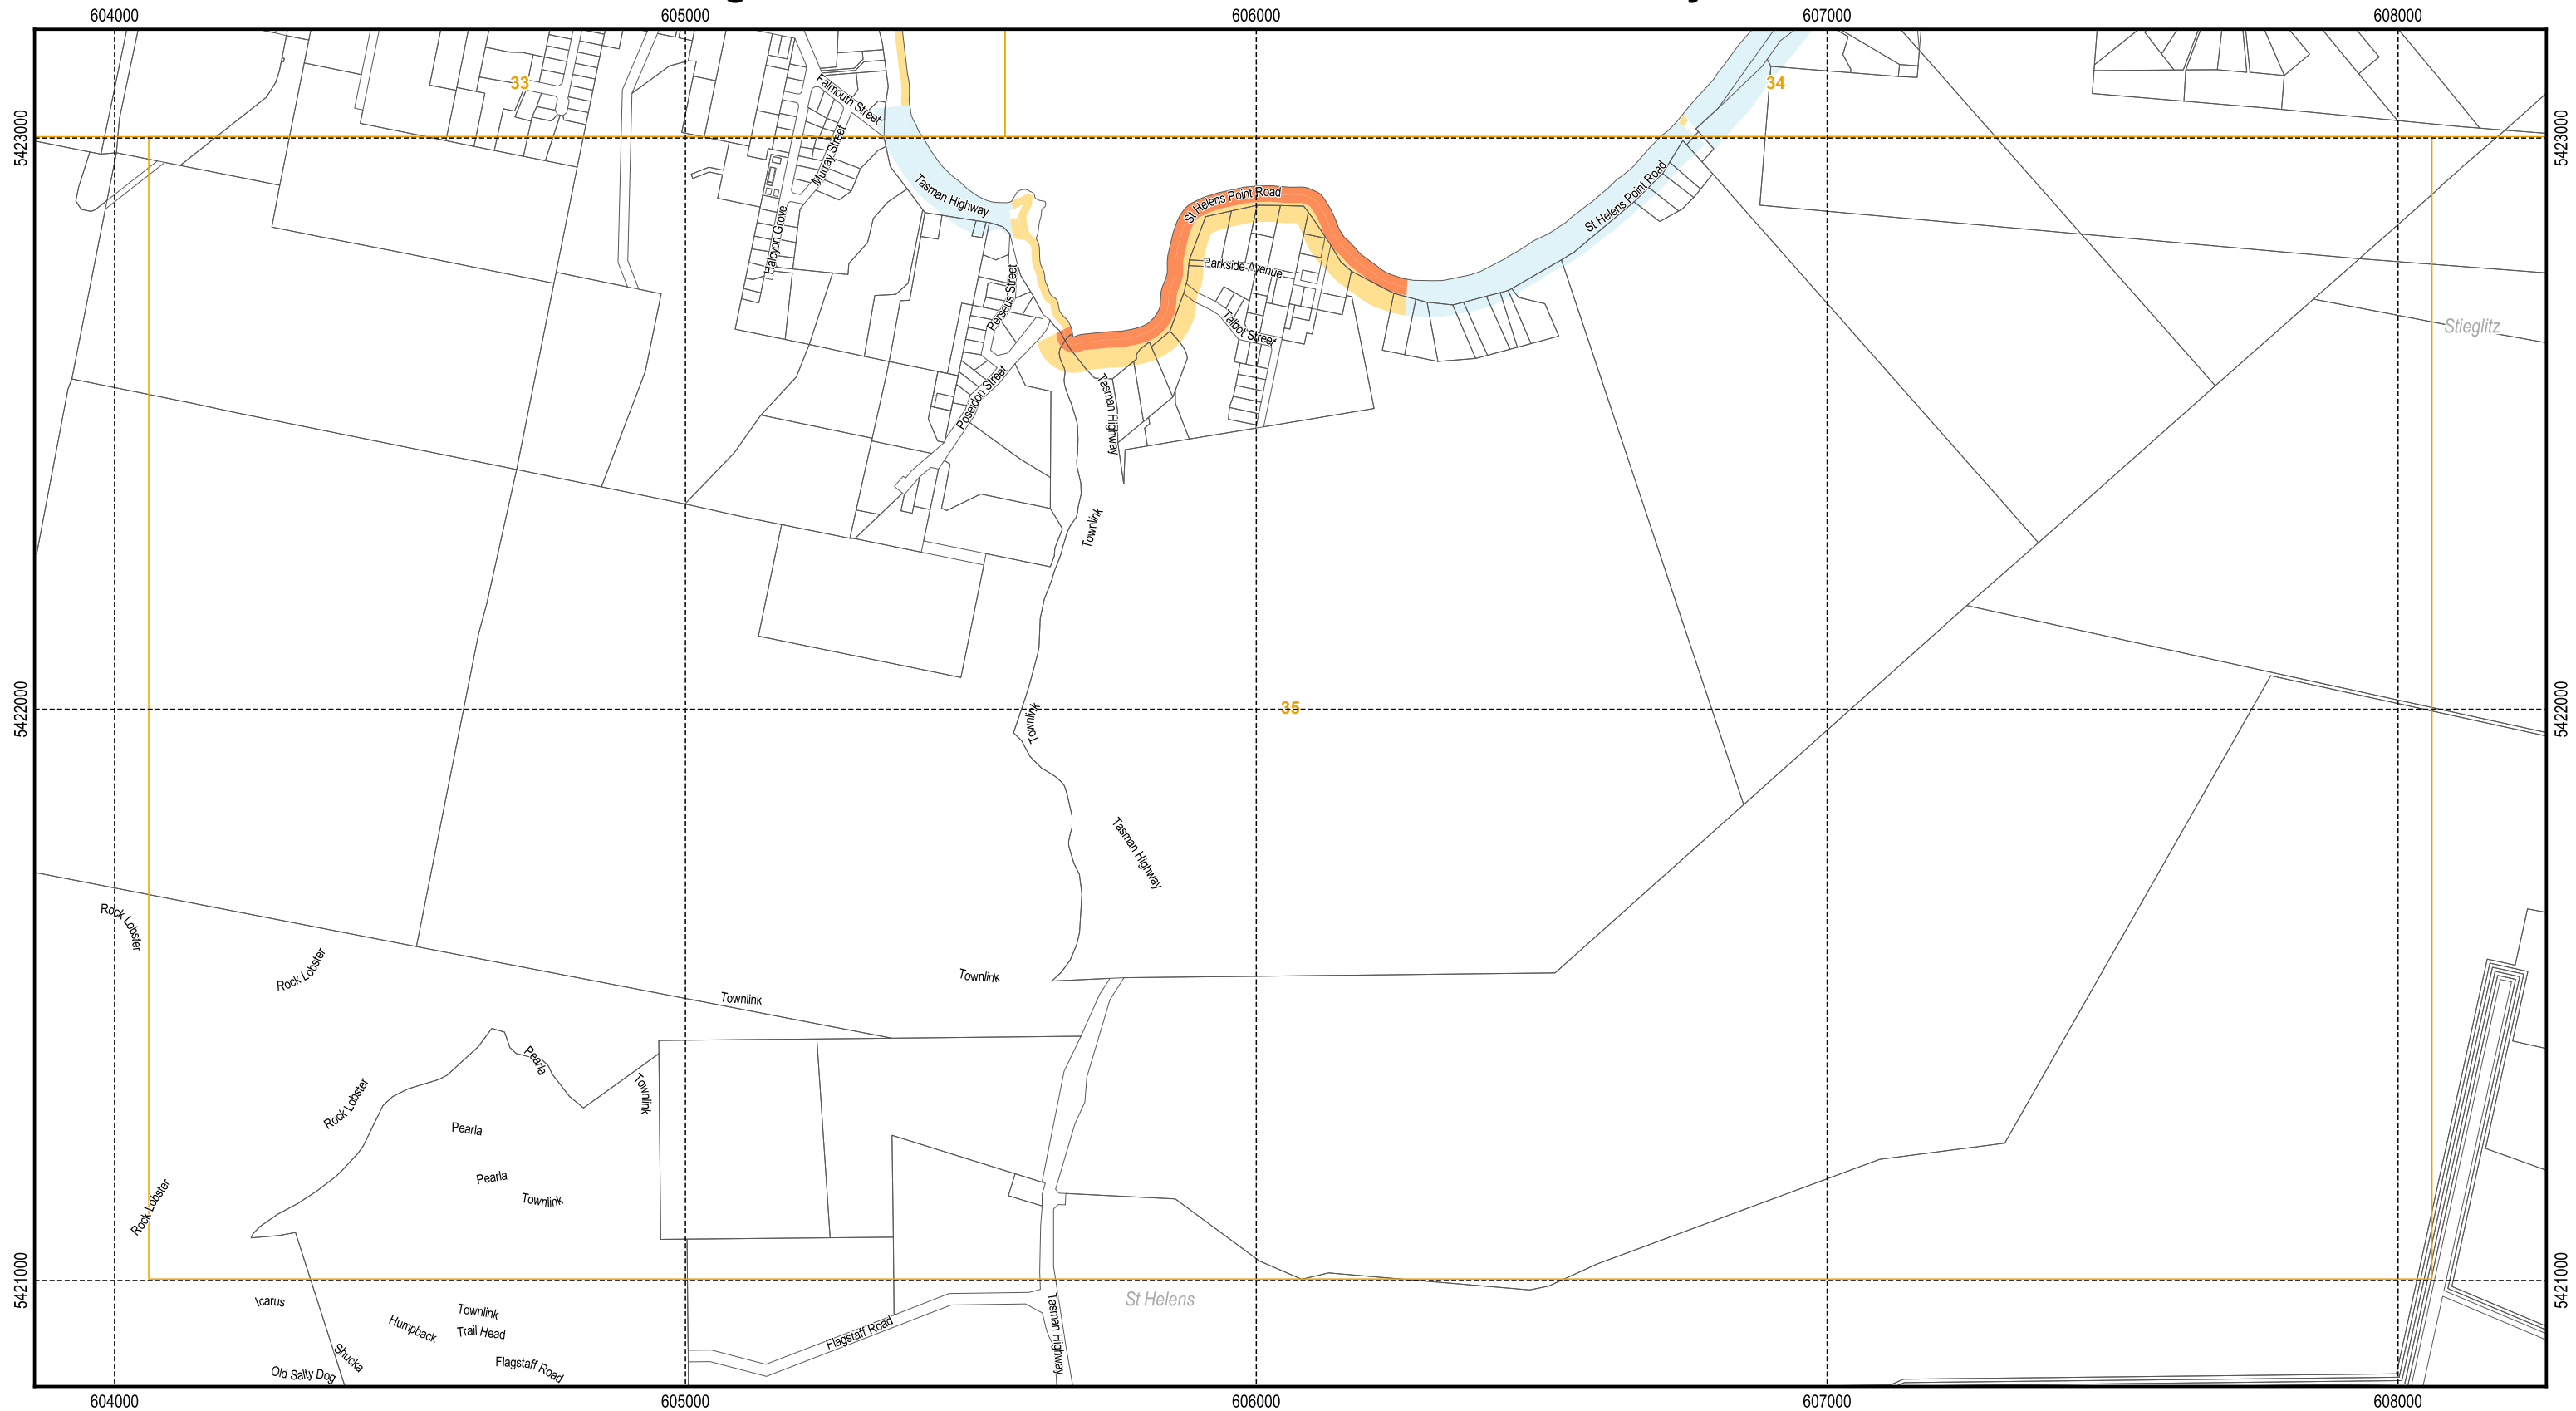 604000
605000
606000
607000
608000
33
34
5423000
5423000
Falmouth Street
Murray Street
Halcyon Grove
Tasman Highway
St Helens Point Road
St Helens Point Road
Parkside Avenue
Talbot Street
Perseus Street
Poseidon Street
Tasman Highway
Stieglitz
Townlink
5422000
Townlink
35
5422000
Tasman Highway
Rock Lobster
Rock Lobster
Townlink
Townlink
Pearla
Rock Lobster
Townlink
Pearla
Pearla
Townlink
Rock Lobster
5421000
5421000
Icarus
Townlink
Humpback
Trail Head
Shucka
Old Salty Dog
Flagstaff Road
Flagstaff Road
Tasman Highway
St Helens
604000
605000
606000
607000
608000